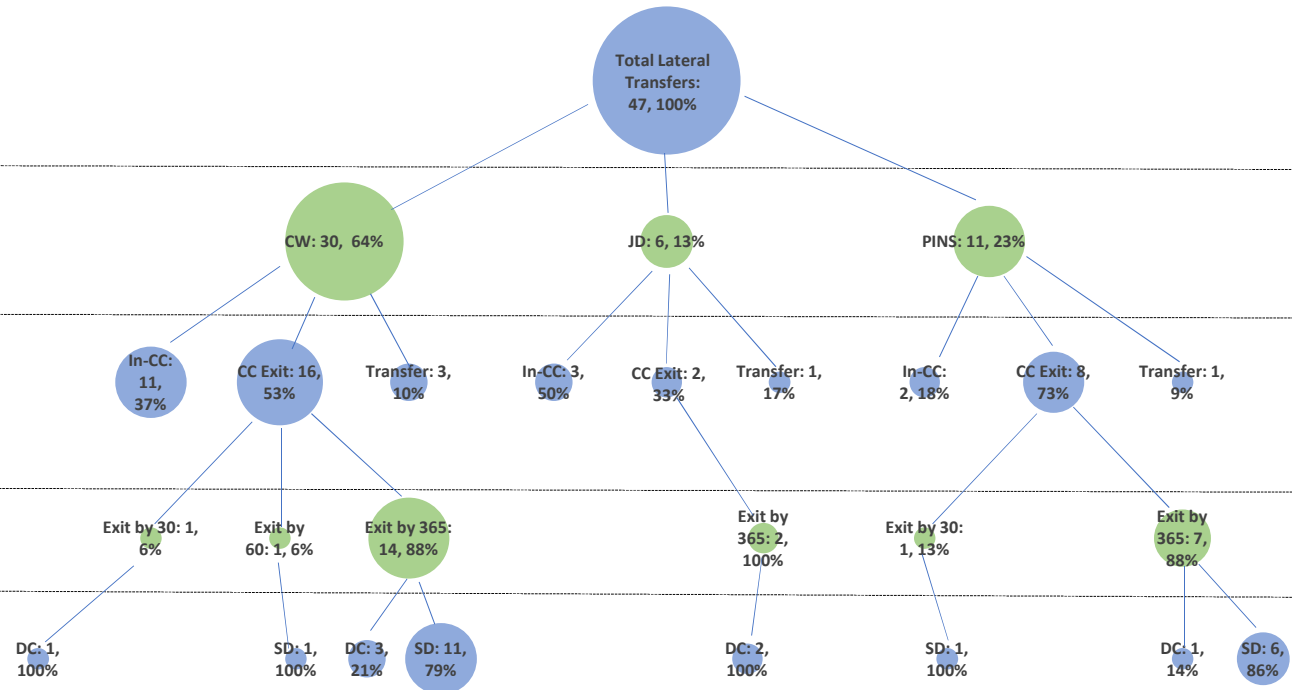 Total Lateral
Transfers:
47, 100%
CW: 30, 64%
JD: 6, 13%
PINS: 11, 23%
In-CC:
11,
37%
CC Exit: 16,
53%
Transfer: 3,
10%
In-CC: 3,
50%
CC Exit: 2,
33%
Transfer: 1,
17%
In-CC:
2, 18%
CC Exit: 8,
73%
Transfer: 1,
9%
Exit by 30: 1,
6%
Exit by
60: 1, 6%
Exit by 365:
14, 88%
Exit by
365: 2,
100%
Exit by 30:
1, 13%
Exit by
365: 7,
88%
DC: 1,
100%
SD: 1,
100%
DC: 3,
21%
SD: 11,
79%
DC: 2,
100%
SD: 1,
100%
DC: 1,
14%
SD: 6,
86%